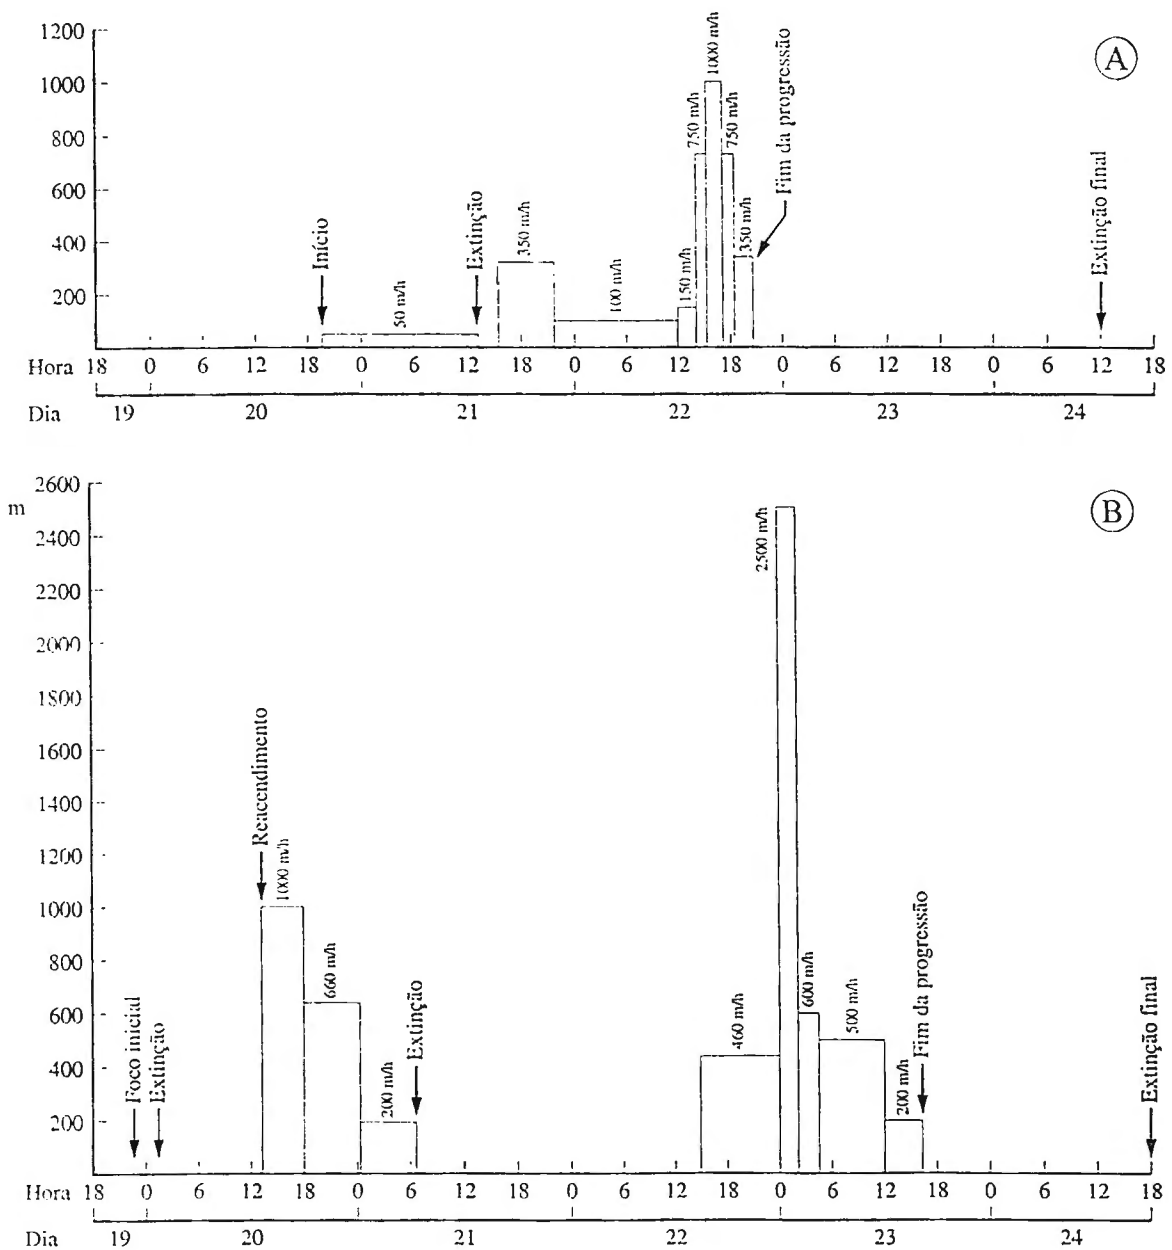 1200
1000
800
600
400
200
Início
50 m/h
Extinção
350 m/h
100 m/h
150 m/h
750 m/h
1000 m/h
750 m/h
350 m/h
Fim da progressão
Extinção final
A
Hora 18 0 6 12 18 0 6 12 18 0 6 12 18 0 6 12 18 0 6 12 18
Dia 19 20 21 22 23 24
m
2600
2400
2200
2000
1800
1600
1400
1200
1000
800
600
400
200
Foco inicial
Extinção
Reacendimento
1000 m/h
660 m/h
200 m/h
Extinção
460 m/h
2500 m/h
600 m/h
500 m/h
200 m/h
Fim da progressão
Extinção final
B
Hora 18 0 6 12 18 0 6 12 18 0 6 12 18 0 6 12 18 0 6 12 18
Dia 19 20 21 22 23 24